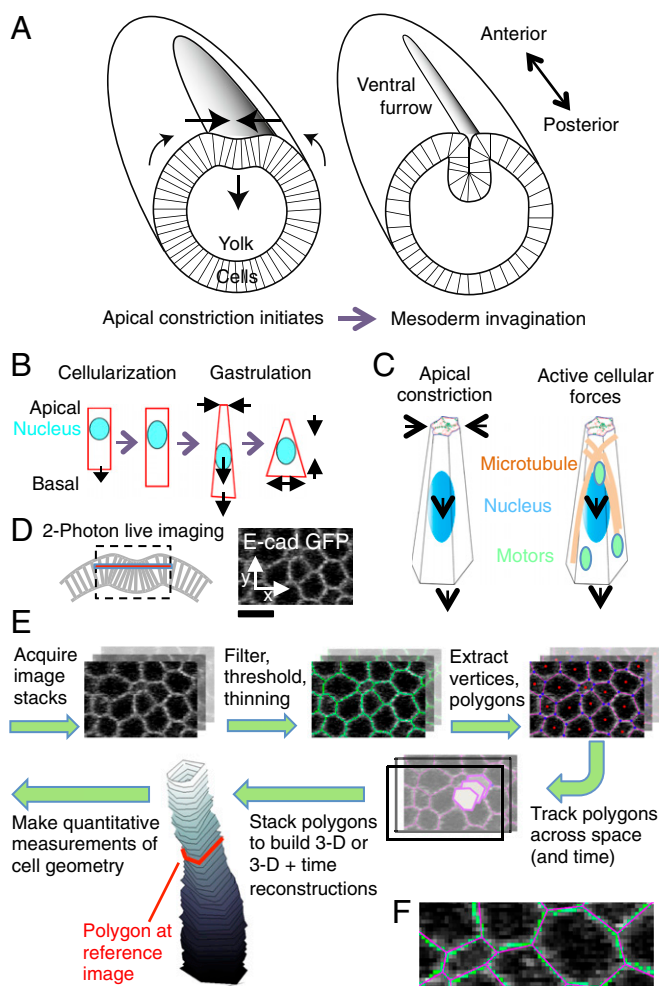 A
Anterior
Posterior
Ventral
furrow
Yolk
Cells
Apical constriction initiates
Mesoderm invagination
B
Cellularization
Gastrulation
Apical
Nucleus
Basal
C
Apical
constriction
Active cellular
forces
Microtubule
Nucleus
Motors
D
2-Photon live imaging
E-cad GFP
y
x
E
Acquire
image
stacks
Filter,
threshold,
thinning
Extract
vertices,
polygons
Track polygons
across space
(and time)
Stack polygons
to build 3-D or
3-D + time
reconstructions
Make quantitative
measurements of
cell geometry
Polygon at
reference
image
F